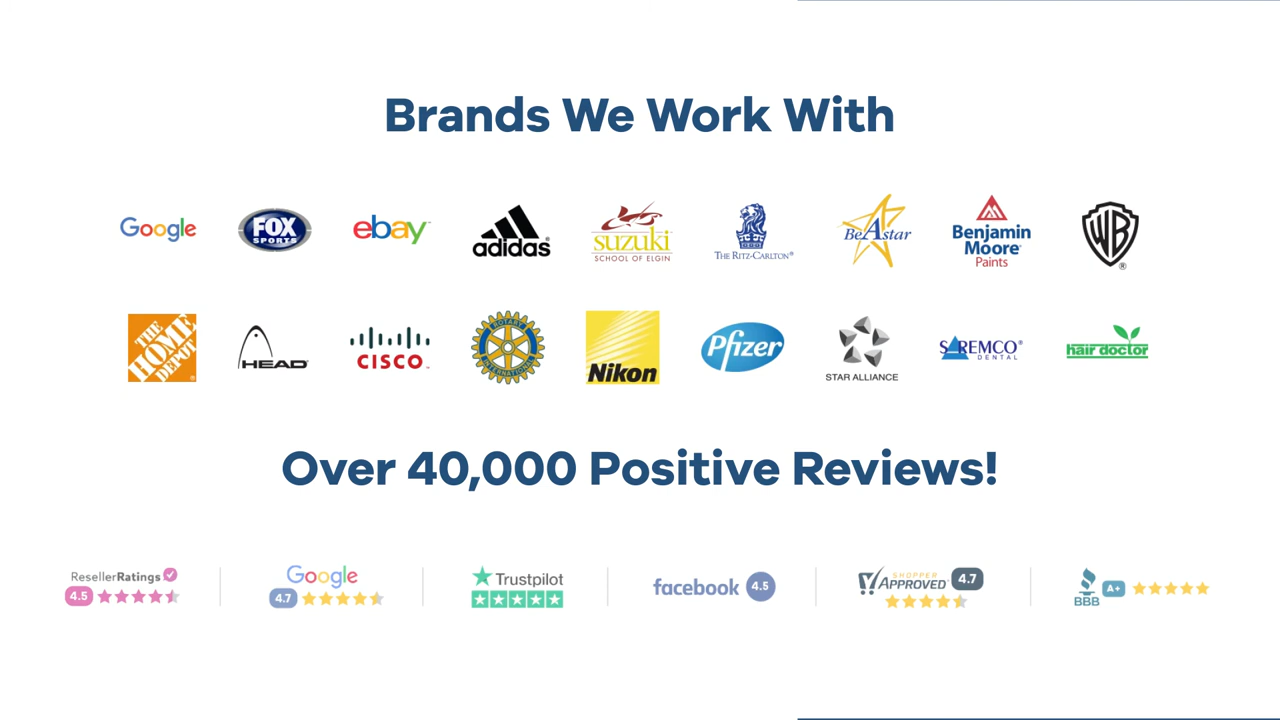 Brands We Work With
Google
FOX
SPORTS
ebay™
adidas®
suzuki
SCHOOL OF ELGIN
THE RITZ-CARLTON®
BeAstar
Benjamin
Moore®
Paints
WB
®
THE
HOME
DEPOT
HEAD
CISCO
ROTARY
INTERNATIONAL
Nikon
Pfizer
STAR ALLIANCE
SAREMCO®
DENTAL
hair doctor
Over 40,000 Positive Reviews!
ResellerRatings
4.5
Google
4.7
Trustpilot
facebook 4.5
SHOPPER
APPROVED® 4.7
BBB
A+